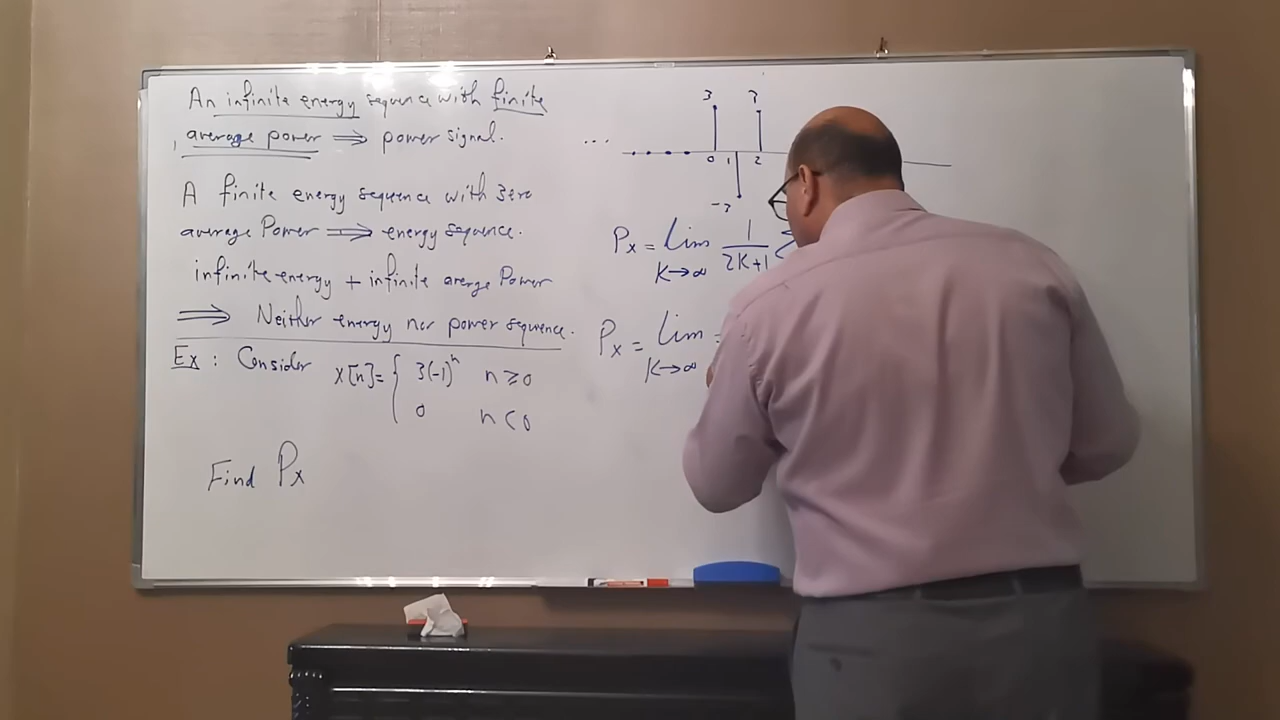 An infinite energy sequence with finite
, average power ⇒ power signal.
A finite energy sequence with zero
average Power ⇒ energy sequence.
infinite energy + infinite averge Power
⇒ Neither energy nor power sequence.
Ex : Consider x[n]= { 3(-1)^n n≥0
0 n<0
Find Px
3 3
...
0 1 2
-3
Px = lim K→∞ 1/2K+1
Px = lim K→∞